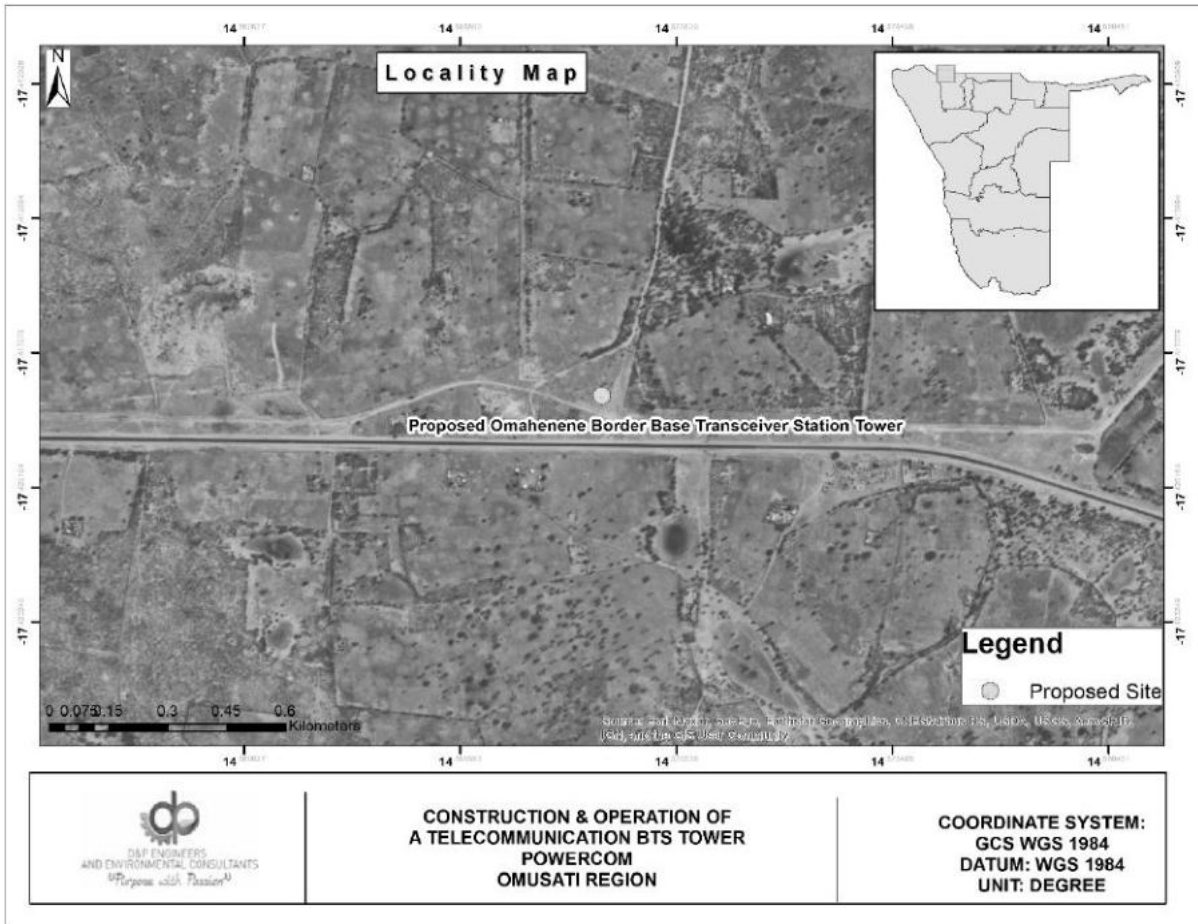 14
14
14
14
14
N
Locality Map
-17
-17
-17
-17
-17
-17
-17
-17
-17
-17
Proposed Omahenene Border Base Transceiver Station Tower
Legend
Proposed Site
0 0.075 0.15 0.3 0.45 0.6
Kilometers
14
14
14
14
14
dp
D&P ENGINEERS
AND ENVIRONMENTAL CONSULTANTS
"Purpose with Passion"
CONSTRUCTION & OPERATION OF
A TELECOMMUNICATION BTS TOWER
POWERCOM
OMUSATI REGION
COORDINATE SYSTEM:
GCS WGS 1984
DATUM: WGS 1984
UNIT: DEGREE